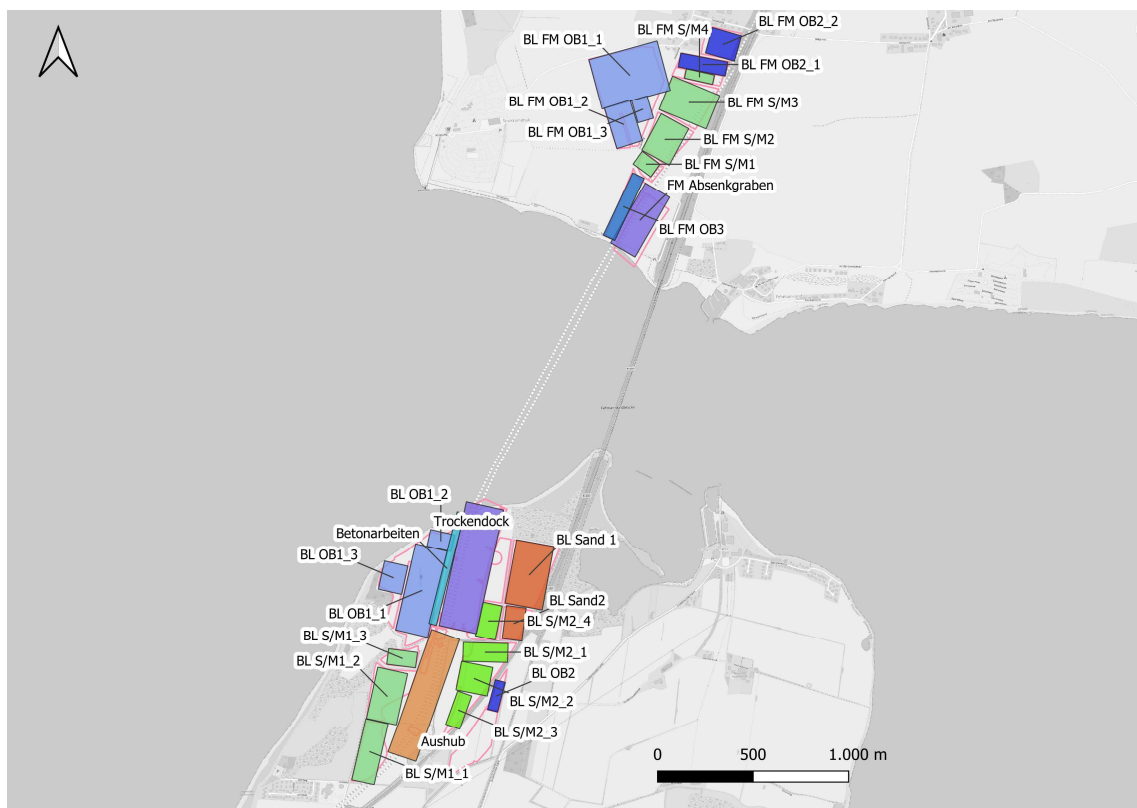 BL FM OB2_2
BL FM S/M4
BL FM OB1_1
BL FM OB2_1
BL FM OB1_2
BL FM S/M3
BL FM OB1_3
BL FM S/M2
BL FM S/M1
FM Absenkgraben
BL FM OB3
BL OB1_2
Trockendock
Betonarbeiten
BL Sand 1
BL OB1_3
BL Sand2
BL OB1_1
BL S/M2_4
BL S/M1_3
BL S/M2_1
BL S/M1_2
BL OB2
BL S/M2_2
BL S/M2_3
Aushub
BL S/M1_1
0 500 1.000 m